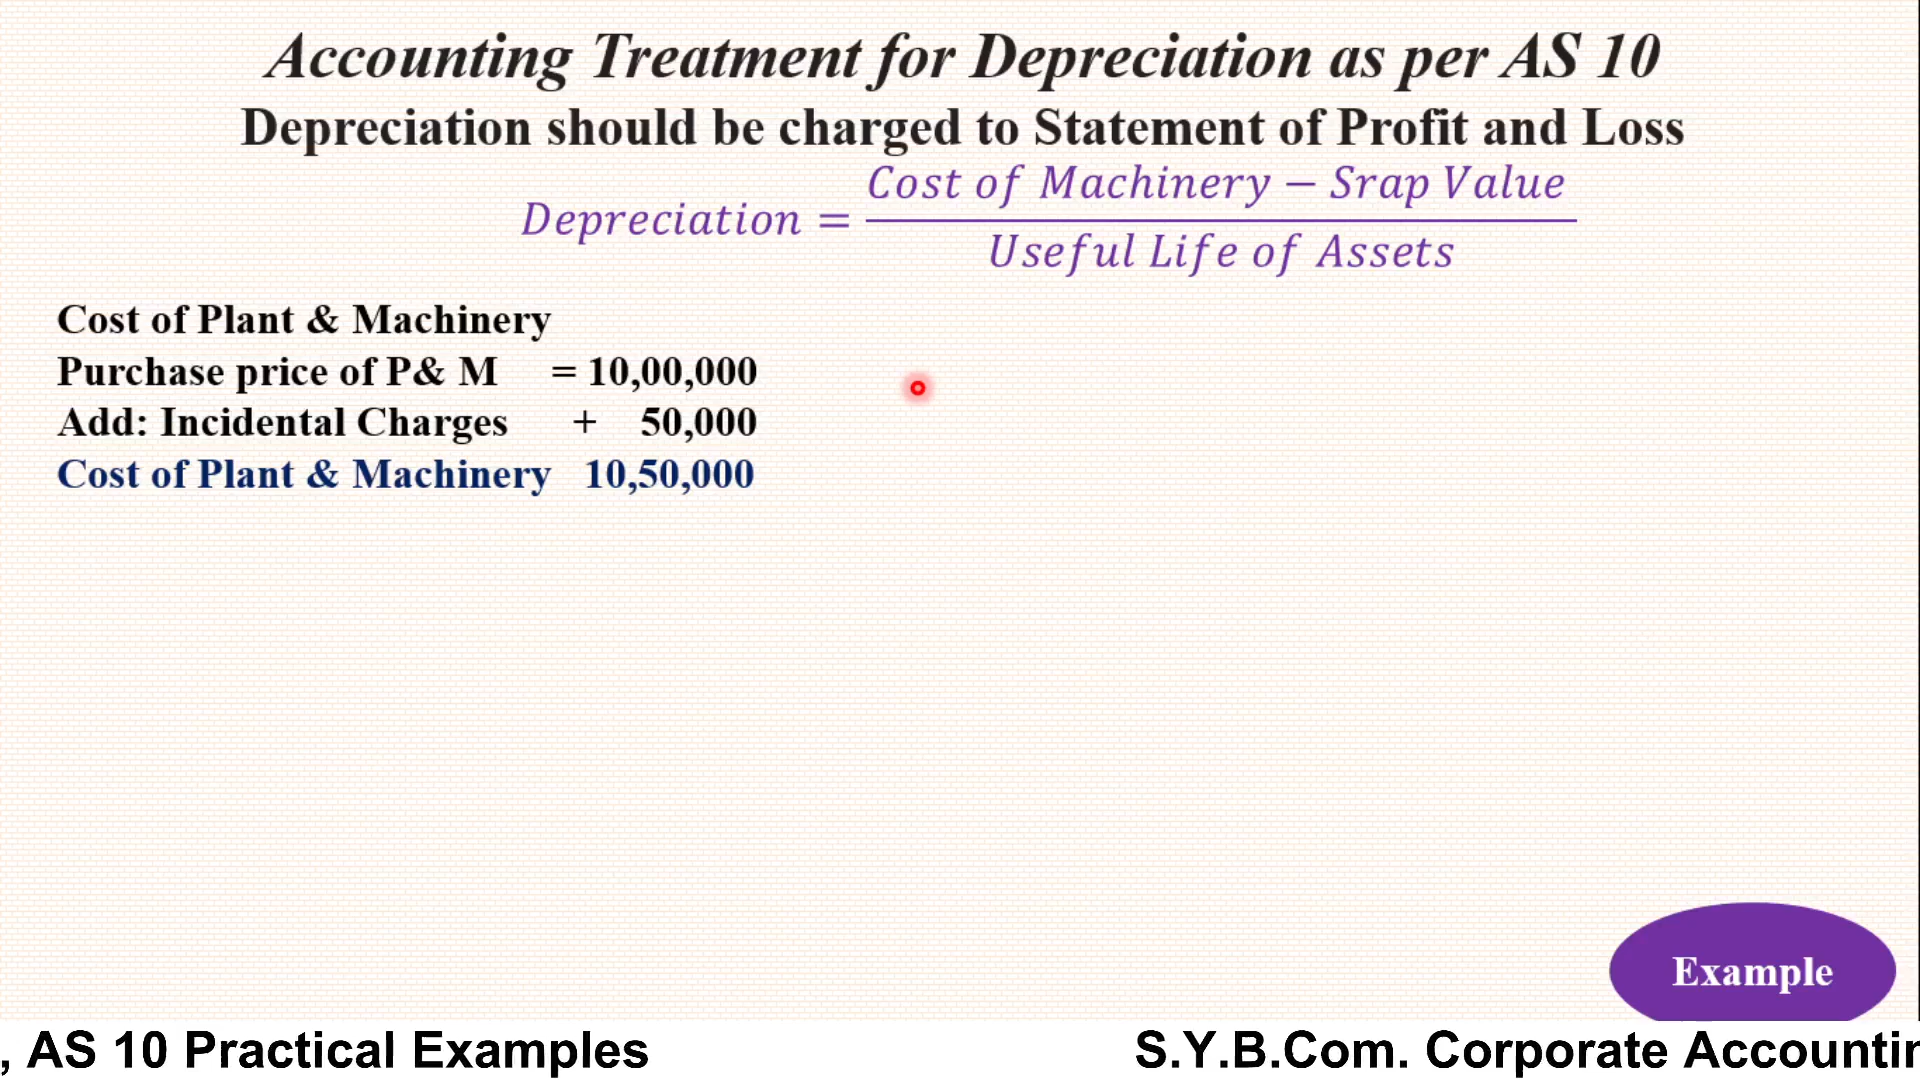 Accounting Treatment for Depreciation as per AS 10
Depreciation should be charged to Statement of Profit and Loss
Depreciation = Cost of Machinery − Srap Value
Useful Life of Assets
Cost of Plant & Machinery
Purchase price of P& M = 10,00,000
Add: Incidental Charges + 50,000
Cost of Plant & Machinery 10,50,000
Example
, AS 10 Practical Examples S.Y.B.Com. Corporate